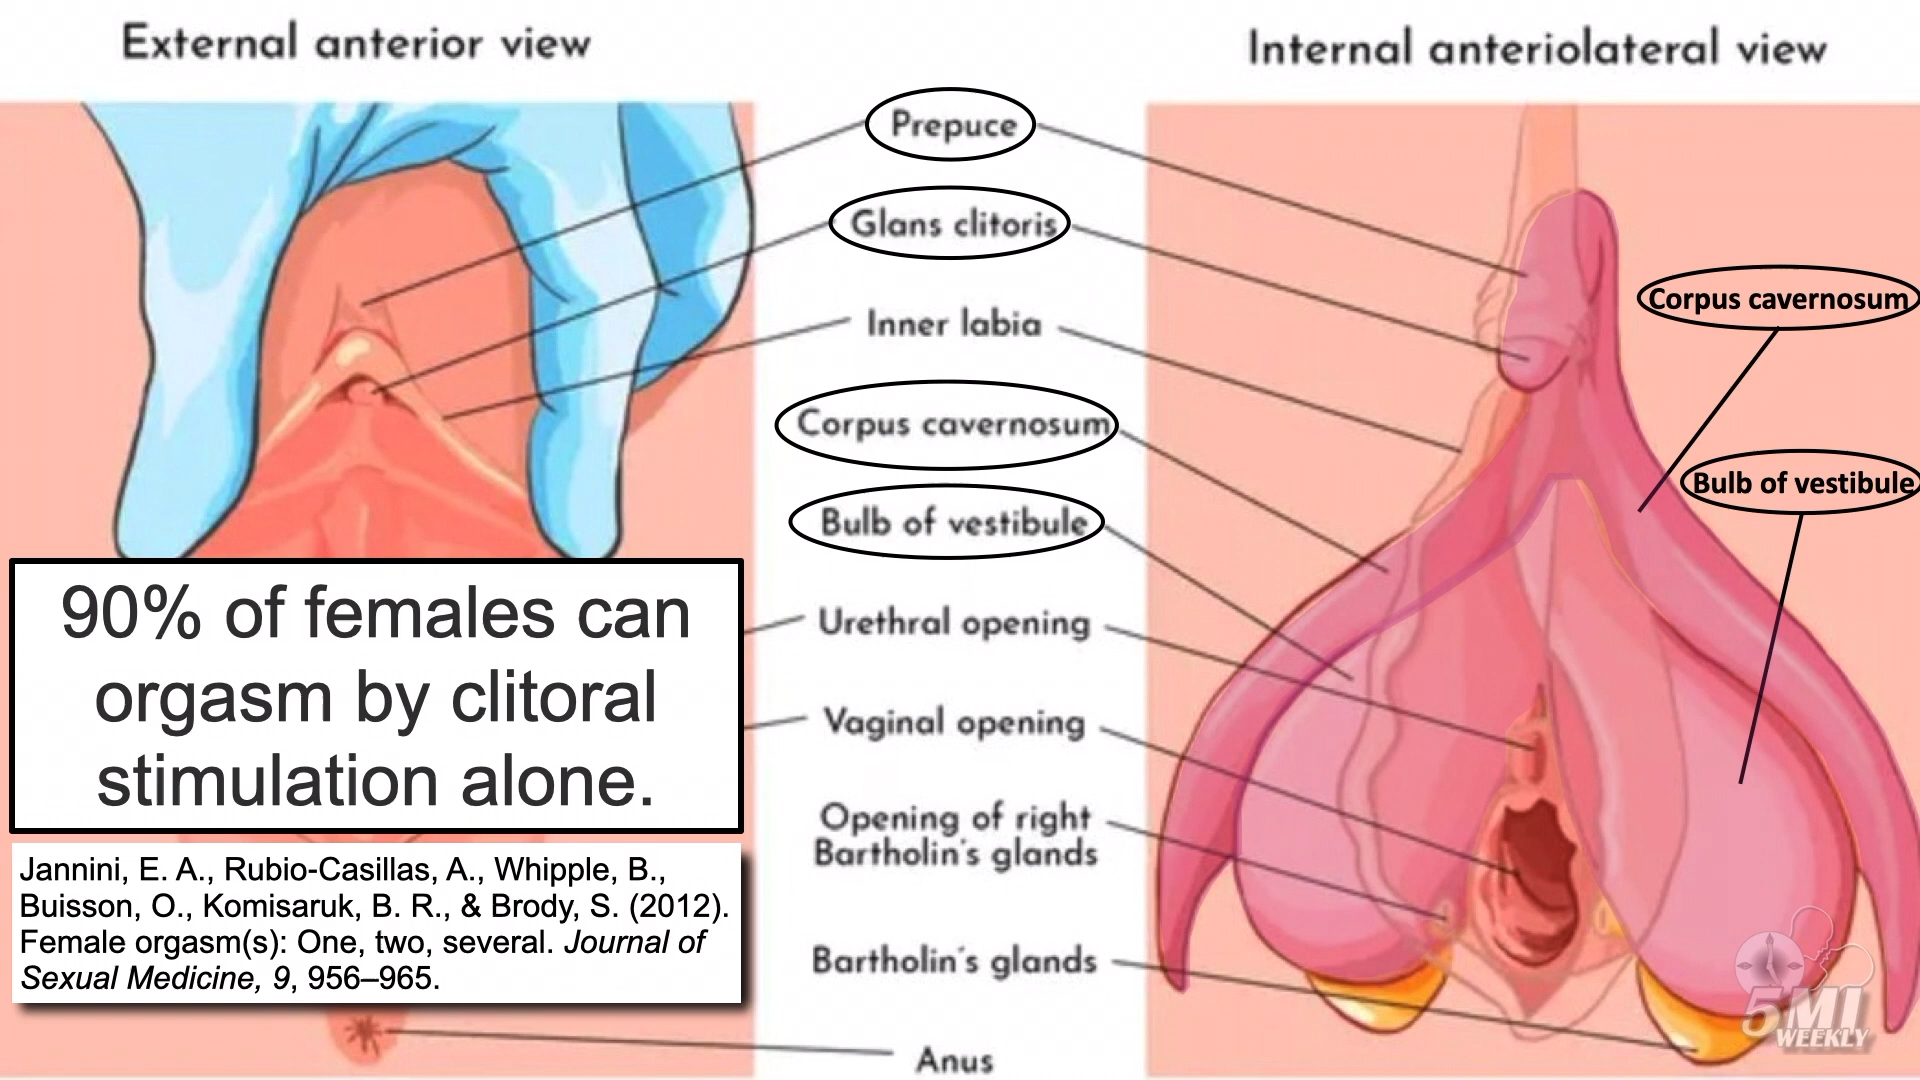 External anterior view
Internal anteriolateral view
Prepuce
Glans clitoris
Inner labia
Corpus cavernosum
Bulb of vestibule
Urethral opening
Vaginal opening
Opening of right
Bartholin's glands
Bartholin's glands
Anus
Corpus cavernosum
Bulb of vestibule
90% of females can
orgasm by clitoral
stimulation alone.
Jannini, E. A., Rubio-Casillas, A., Whipple, B.,
Buisson, O., Komisaruk, B. R., & Brody, S. (2012).
Female orgasm(s): One, two, several. Journal of
Sexual Medicine, 9, 956–965.
5MI
WEEKLY